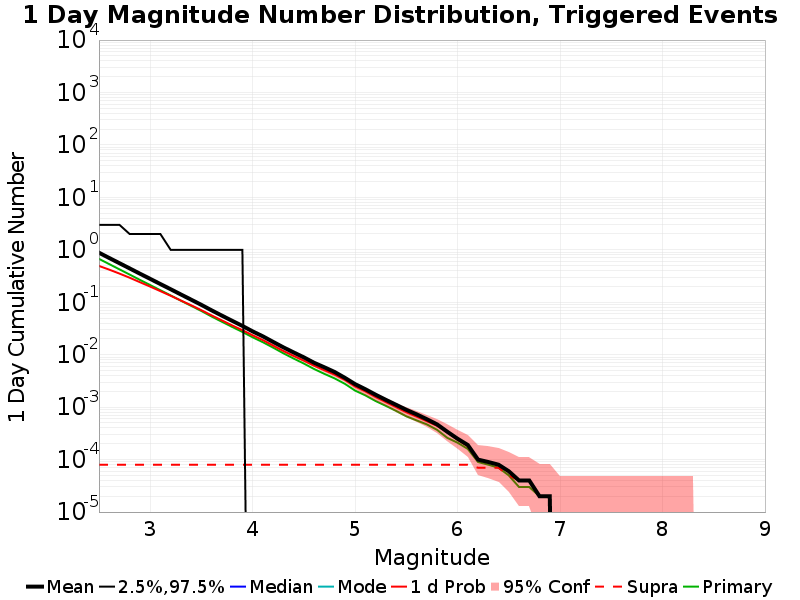 1 Day Magnitude Number Distribution, Triggered Events
10^4
10^3
10^2
10^1
10^0
10^-1
10^-2
10^-3
10^-4
10^-5
1 Day Cumulative Number
3 4 5 6 7 8 9
Magnitude
Mean 2.5%,97.5% Median Mode 1 d Prob 95% Conf Supra Primary